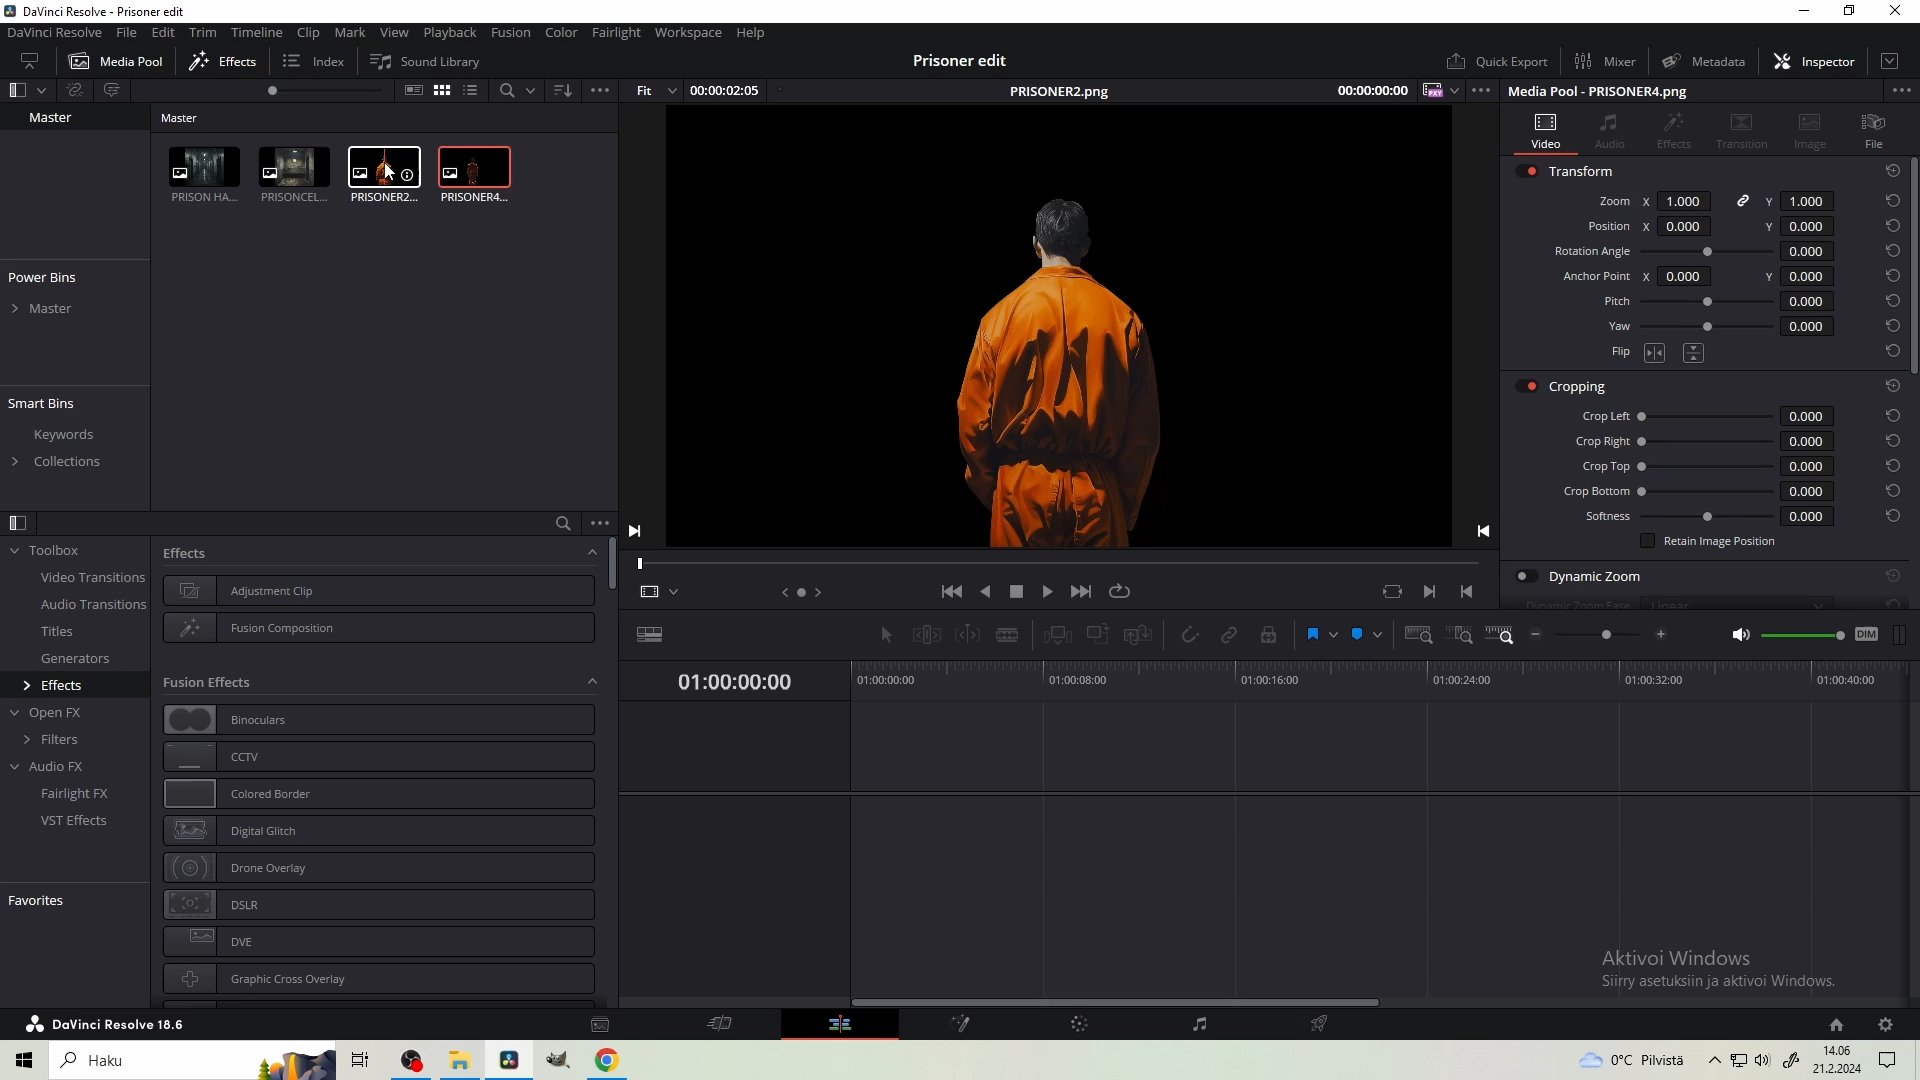 DaVinci Resolve - Prisoner edit
DaVinci Resolve File Edit Trim Timeline Clip Mark View Playback Fusion Color Fairlight Workspace Help
Media Pool Effects Index Sound Library Prisoner edit Quick Export Mixer Metadata Inspector
Fit 00:00:02:05 PRISONER2.png 00:00:00:00 Media Pool - PRISONER4.png
Master Master
Video Audio Effects Transition Image File
PRISON HA... PRISONCEL... PRISONER2... PRISONER4...
Transform
Zoom X 1.000 Y 1.000
Position X 0.000 Y 0.000
Rotation Angle 0.000
Anchor Point X 0.000 Y 0.000
Pitch 0.000
Yaw 0.000
Flip
Power Bins
Master
Cropping
Crop Left 0.000
Crop Right 0.000
Crop Top 0.000
Crop Bottom 0.000
Softness 0.000
Retain Image Position
Smart Bins
Keywords
Collections
Dynamic Zoom
Dynamic Zoom Ease Linear
Toolbox
Video Transitions
Audio Transitions
Titles
Generators
Effects
Open FX
Filters
Audio FX
Fairlight FX
VST Effects
Favorites
Effects
Adjustment Clip
Fusion Composition
Fusion Effects
Binoculars
CCTV
Colored Border
Digital Glitch
Drone Overlay
DSLR
DVE
Graphic Cross Overlay
DIM
01:00:00:00 01:00:00:00 01:00:08:00 01:00:16:00 01:00:24:00 01:00:32:00 01:00:40:00
Aktivoi Windows
Siirry asetuksiin ja aktivoi Windows.
DaVinci Resolve 18.6
Haku
0°C Pilvistä
14.06
21.2.2024